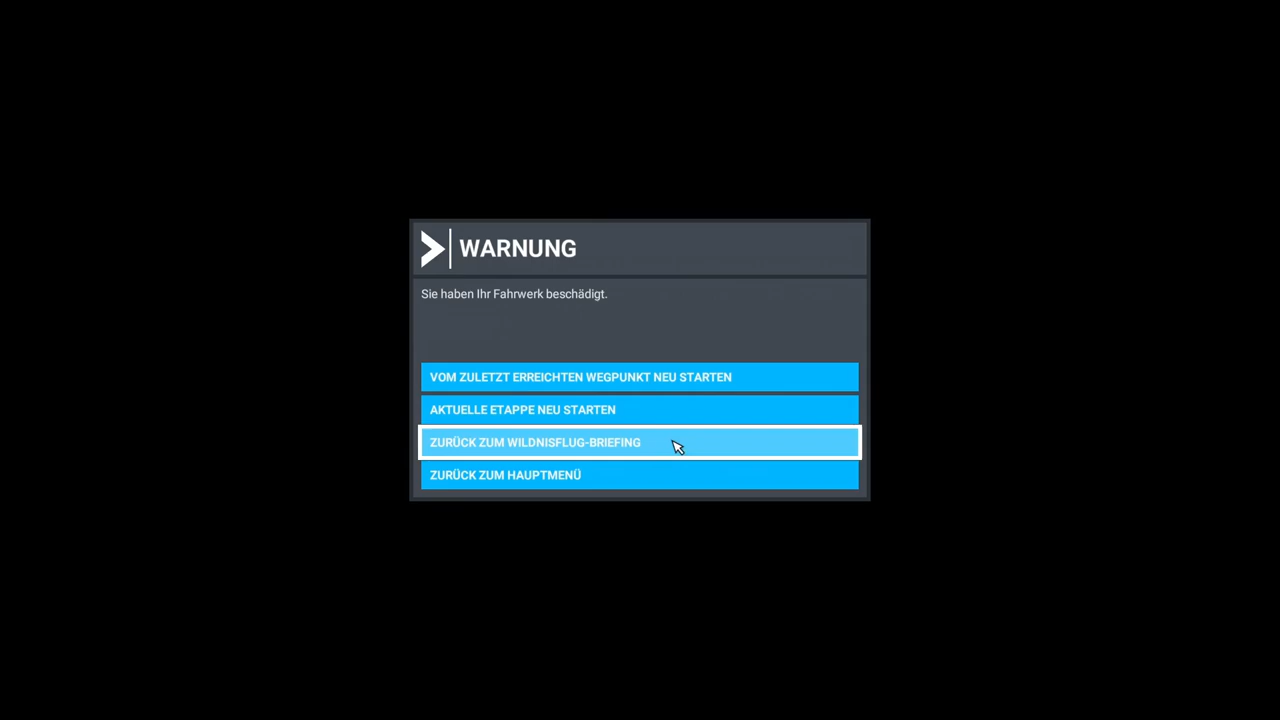 WARNUNG
Sie haben Ihr Fahrwerk beschädigt.
VOM ZULETZT ERREICHTEN WEGPUNKT NEU STARTEN
AKTUELLE ETAPPE NEU STARTEN
ZURÜCK ZUM WILDNISFLUG-BRIEFING
ZURÜCK ZUM HAUPTMENÜ